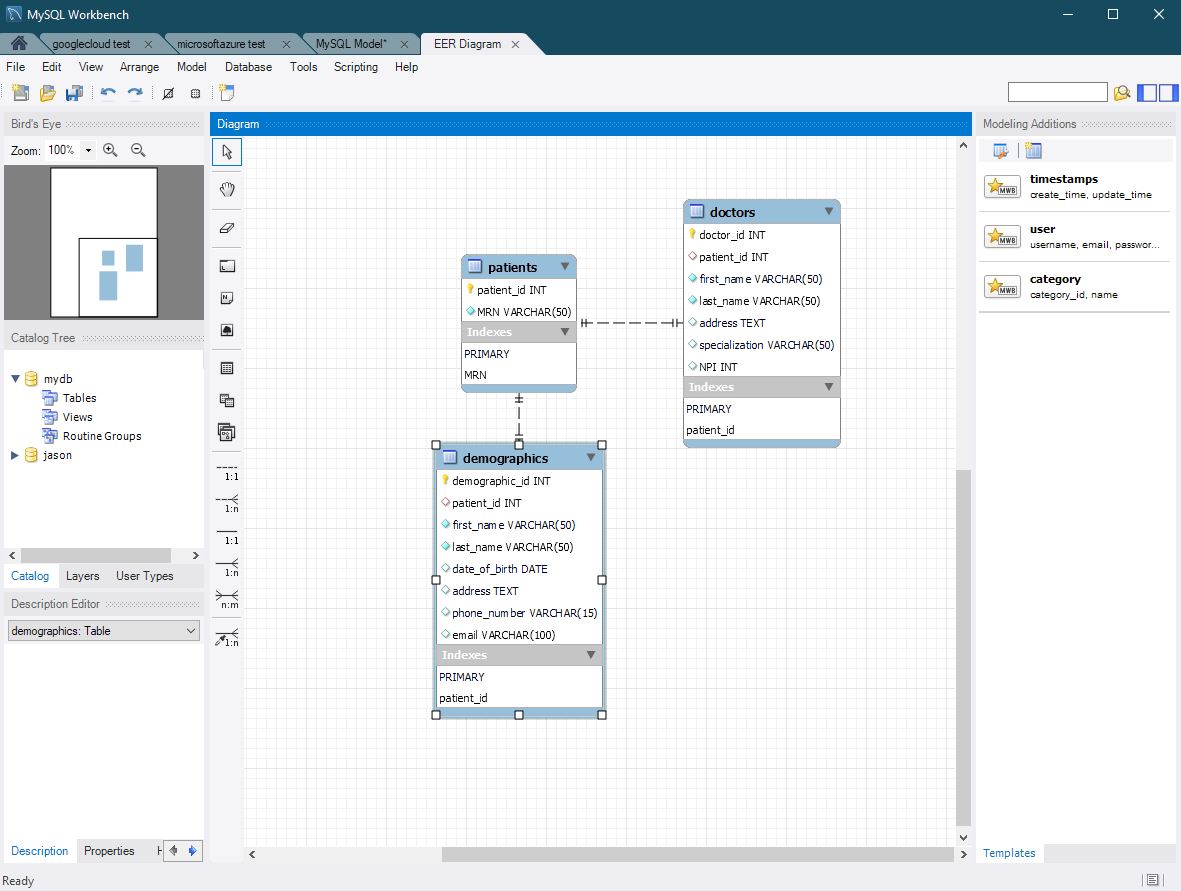 MySQL Workbench
googlecloud test
microsoftazure test
MySQL Model*
EER Diagram
File Edit View Arrange Model Database Tools Scripting Help
Bird's Eye
Zoom: 100%
Catalog Tree
mydb
Tables
Views
Routine Groups
jason
Catalog Layers User Types
Description Editor
demographics: Table
Description Properties H
Ready
Diagram
1:1
1:n
1:1
1:n
n:m
1:n
patients
patient_id INT
MRN VARCHAR(50)
Indexes
PRIMARY
MRN
doctors
doctor_id INT
patient_id INT
first_name VARCHAR(50)
last_name VARCHAR(50)
address TEXT
specialization VARCHAR(50)
NPI INT
Indexes
PRIMARY
patient_id
demographics
demographic_id INT
patient_id INT
first_name VARCHAR(50)
last_name VARCHAR(50)
date_of_birth DATE
address TEXT
phone_number VARCHAR(15)
email VARCHAR(100)
Indexes
PRIMARY
patient_id
Modeling Additions
MWB
timestamps
create_time, update_time
MWB
user
username, email, passwor...
MWB
category
category_id, name
Templates